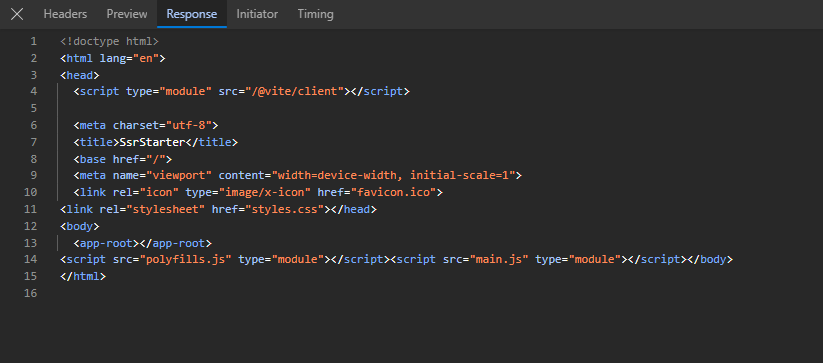 Headers Preview Response Initiator Timing
1 <!doctype html>
2 <html lang="en">
3 <head>
4 <script type="module" src="/@vite/client"></script>
5
6 <meta charset="utf-8">
7 <title>SsrStarter</title>
8 <base href="/">
9 <meta name="viewport" content="width=device-width, initial-scale=1">
10 <link rel="icon" type="image/x-icon" href="favicon.ico">
11 <link rel="stylesheet" href="styles.css"></head>
12 <body>
13 <app-root></app-root>
14 <script src="polyfills.js" type="module"></script><script src="main.js" type="module"></script></body>
15 </html>
16